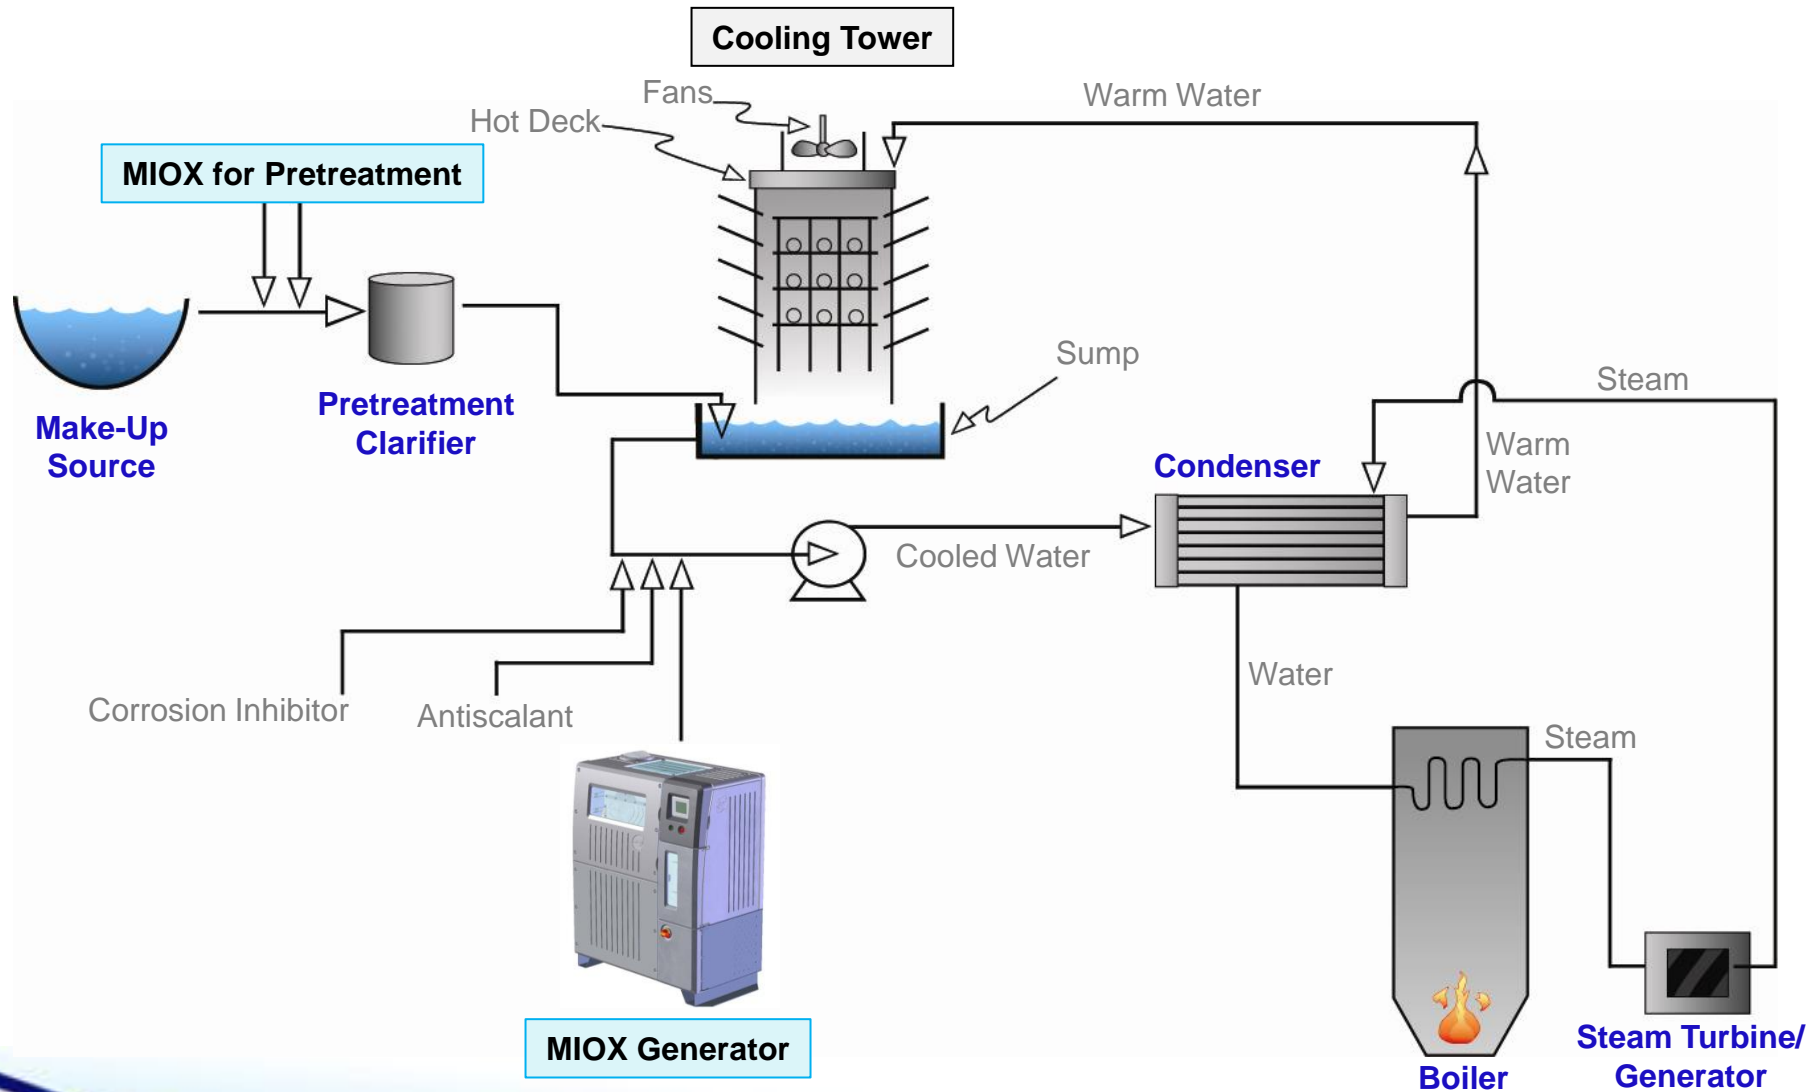 Cooling Tower
Fans
Warm Water
Hot Deck
MIOX for Pretreatment
Sump
Steam
Pretreatment
Clarifier
Make-Up
Source
Warm
Water
Condenser
Cooled Water
Water
Corrosion Inhibitor
Antiscalant
Steam
MIOX Generator
Steam Turbine/
Generator
Boiler